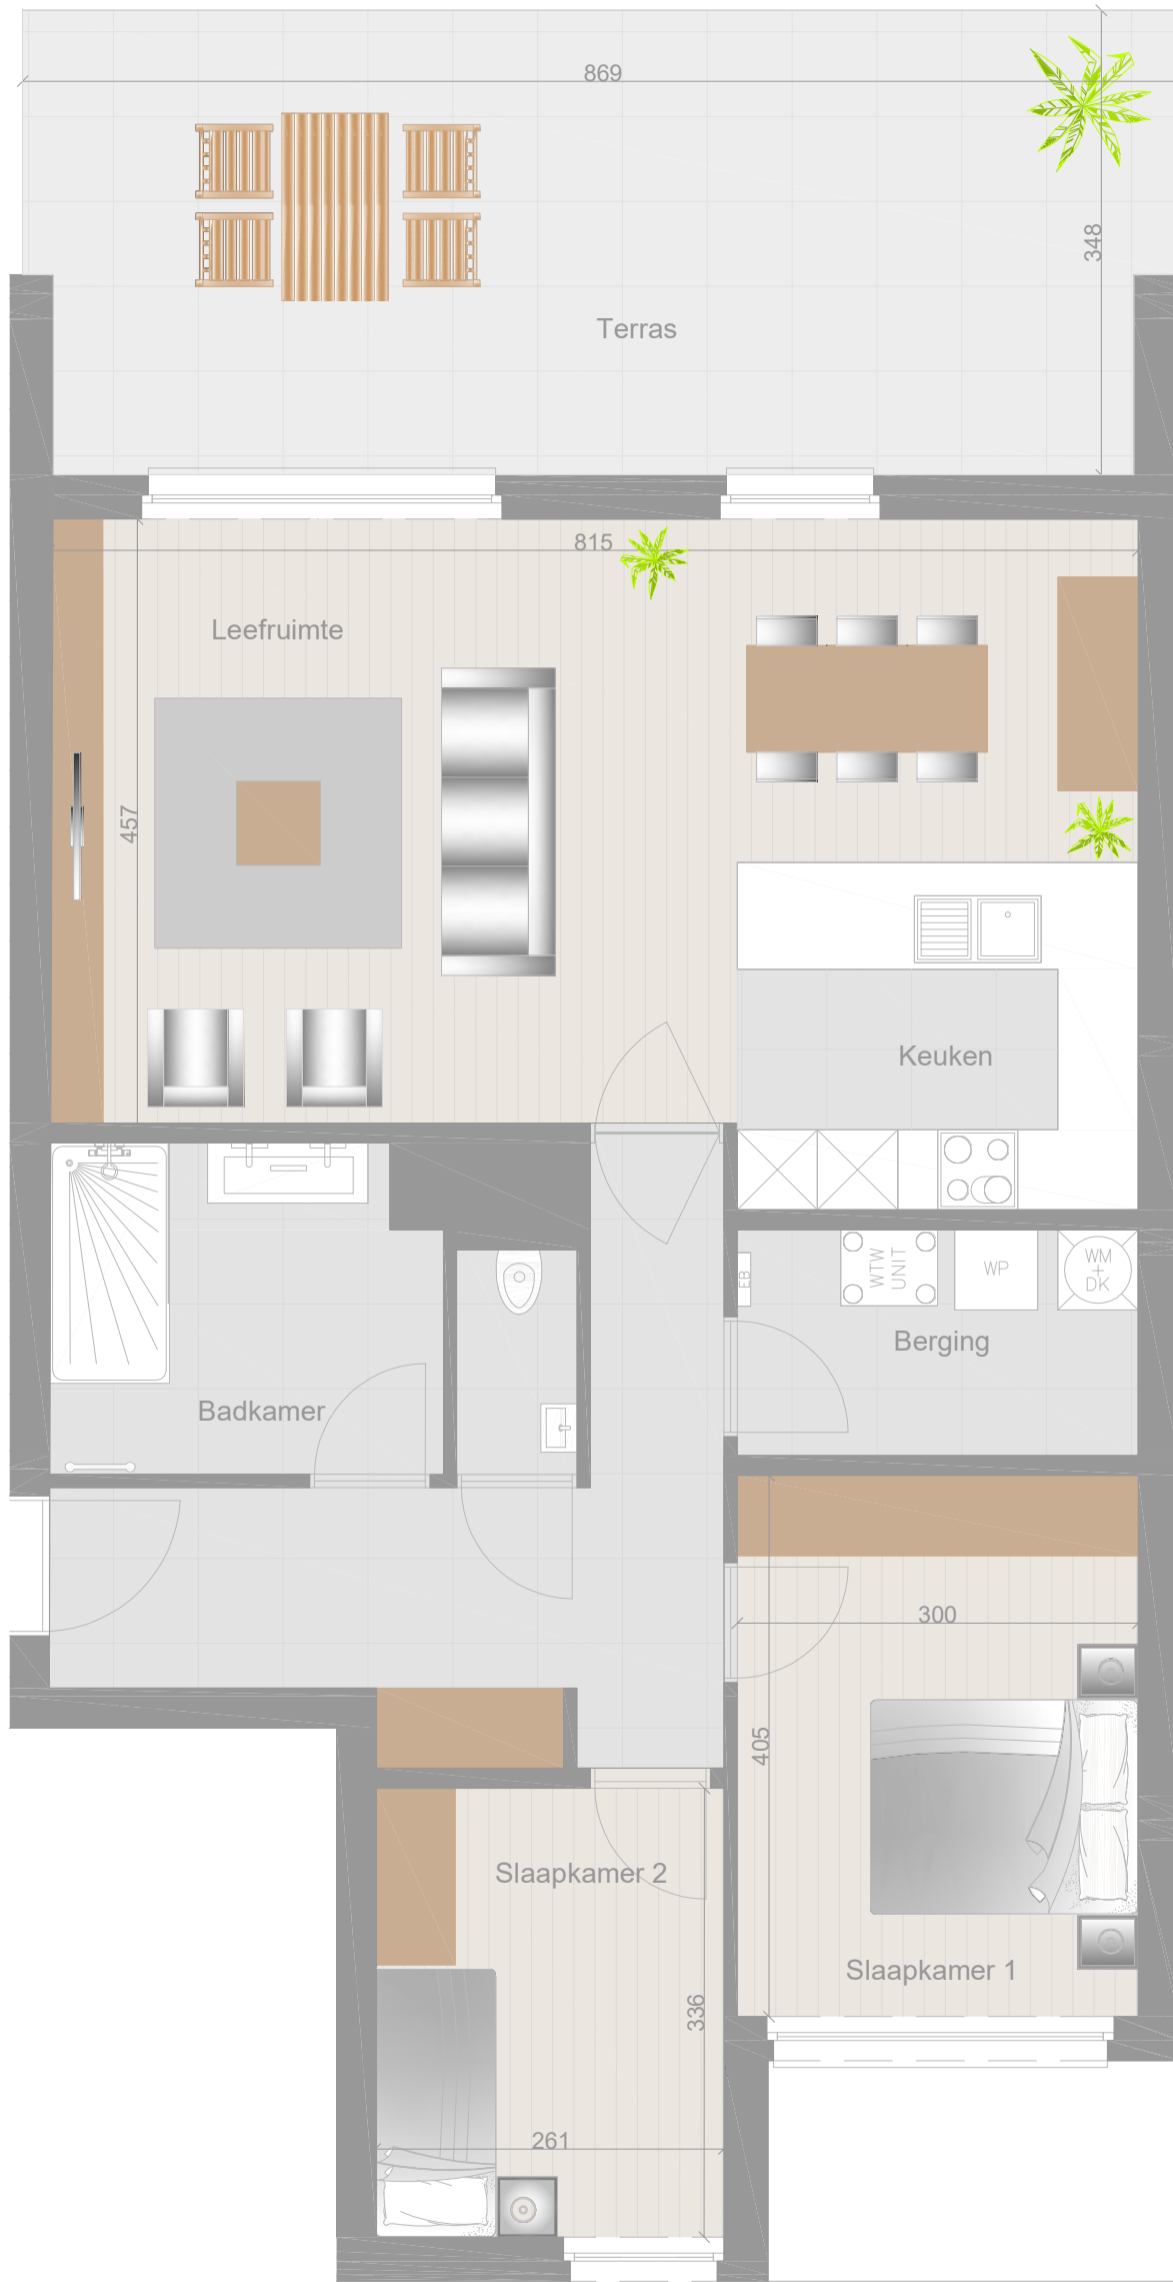 869
348
Terras
815
Leefruimte
457
Keuken
WTW
UNIT
WP
WM
+
DK
EB
Berging
Badkamer
300
405
Slaapkamer 2
Slaapkamer 1
336
261